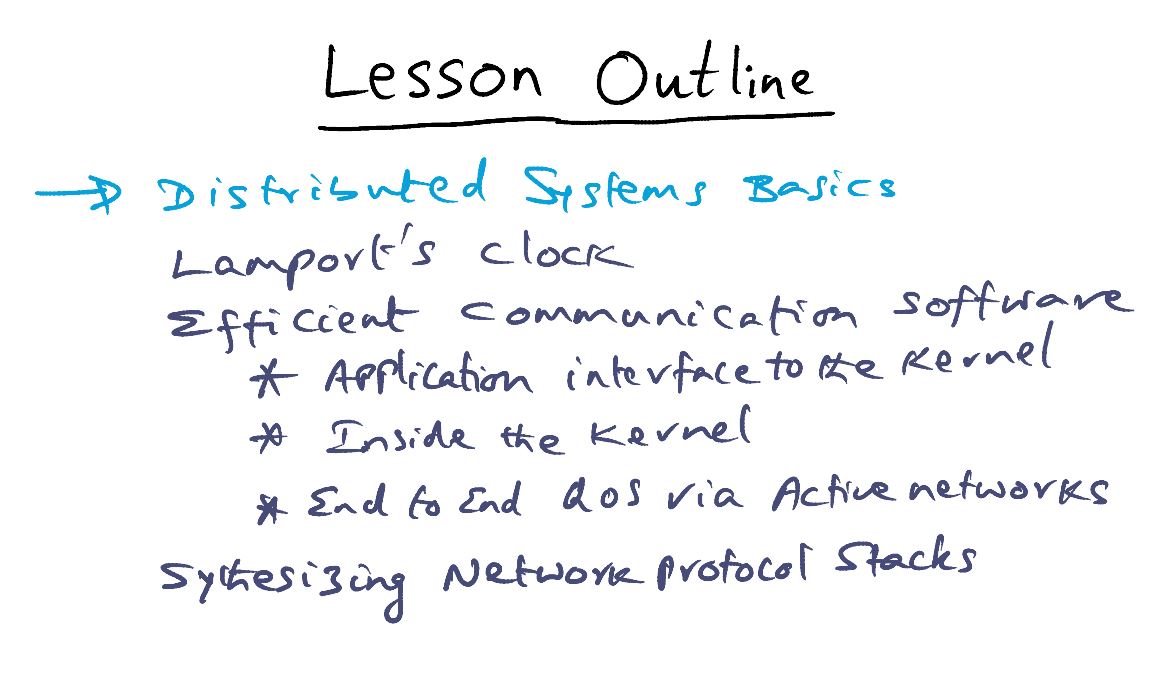 Lesson Outline
→ Distributed Systems Basics
Lamport's clock
Efficient communication software
* Application interface to the kernel
* Inside the kernel
* End to End QoS via Active networks
Sythesizing Network protocol Stacks